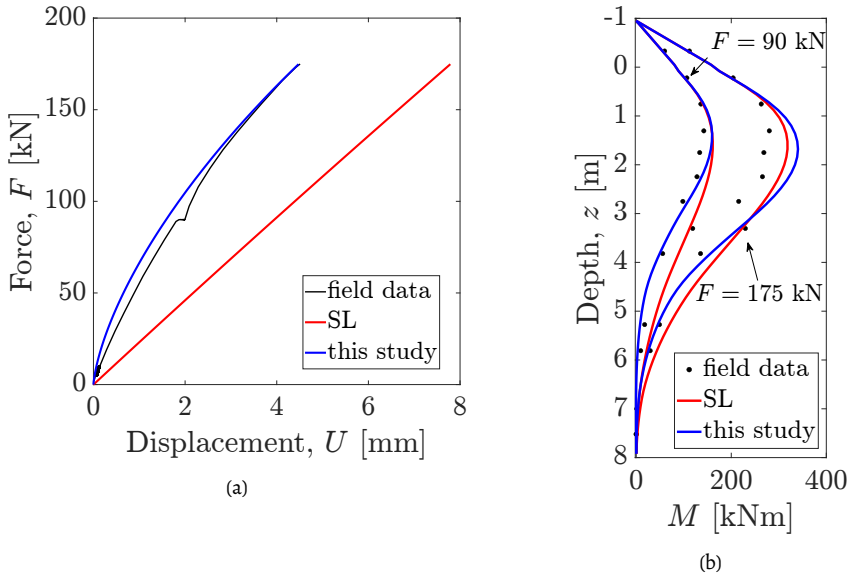 200
150
100
50
0
Force, F [kN]
0
2
4
6
8
Displacement, U [mm]
field data
SL
this study
(a)
-1
0
1
2
3
4
5
6
7
8
Depth, z [m]
F = 90 kN
F = 175 kN
field data
SL
this study
0
200
400
M [kNm]
(b)